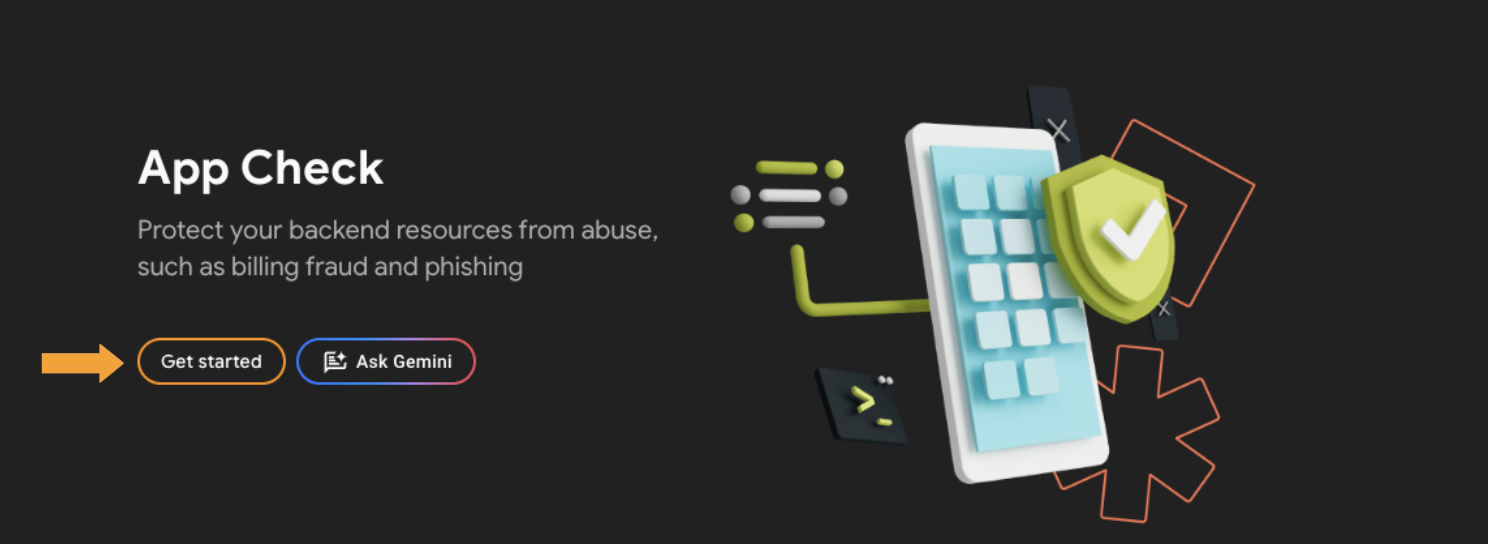 App Check
Protect your backend resources from abuse,
such as billing fraud and phishing
Get started
Ask Gemini